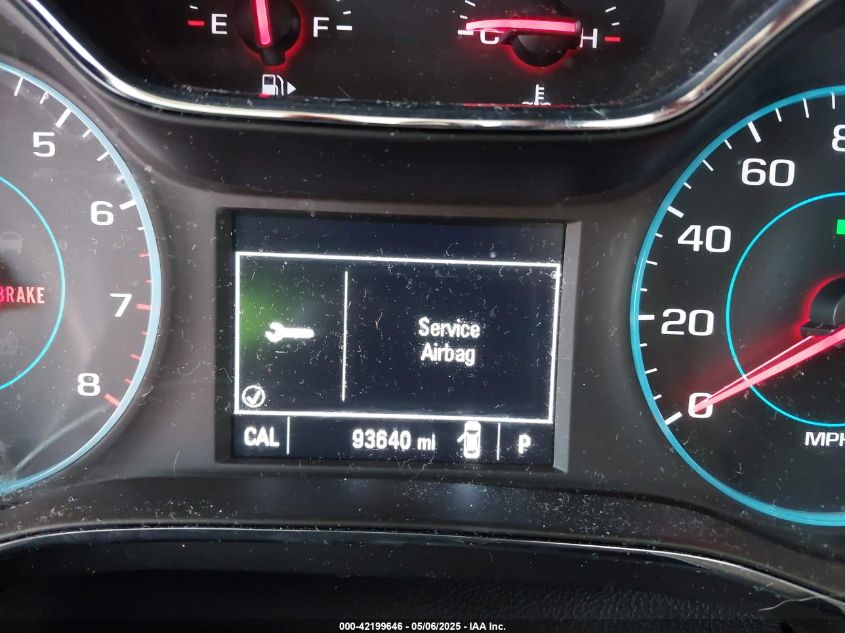 E F
C H
5
6
7
8
BRAKE
Service
Airbag
CAL 93640 mi P
60
40
20
0
MPH
000-42199646 - 05/06/2025 - IAA Inc.